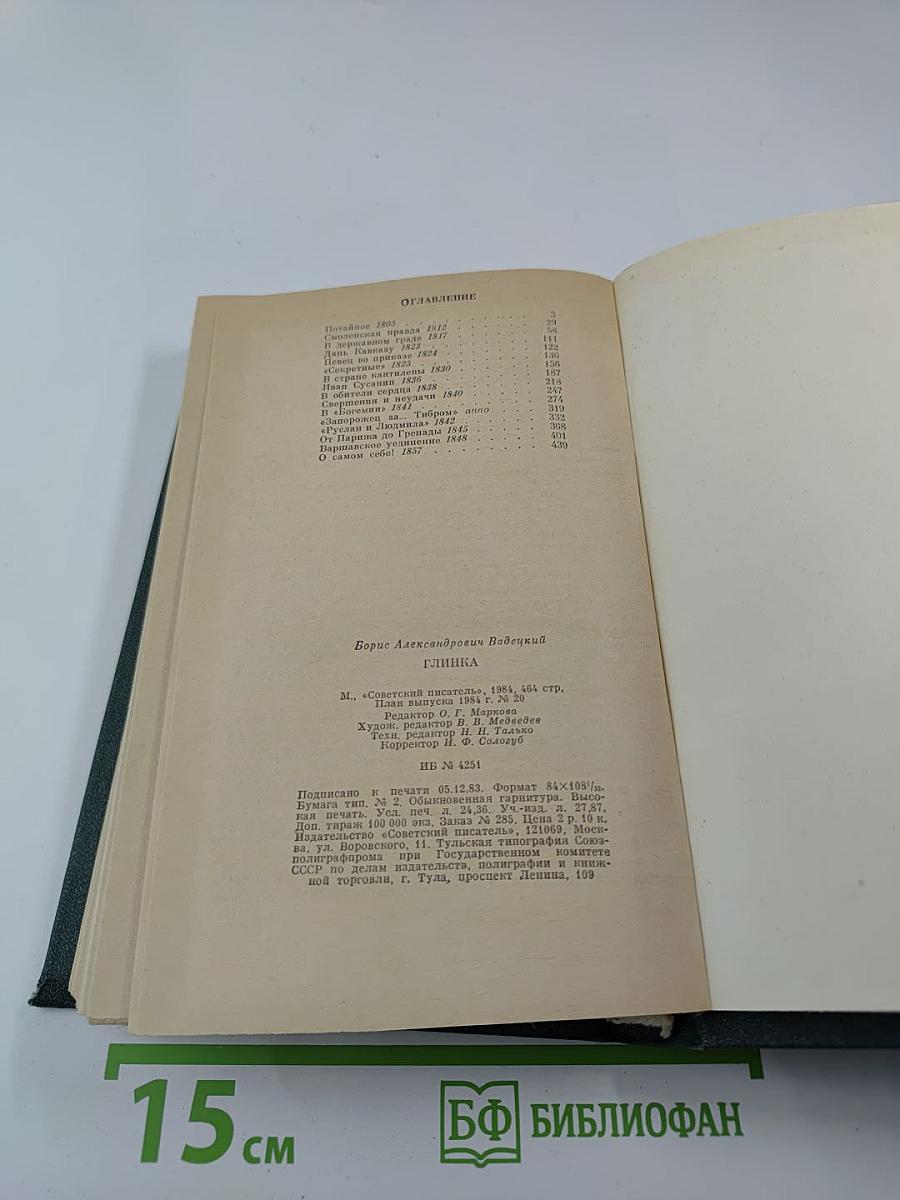 ОГЛАВЛЕНИЕ
Потайное 1805 . . . . . . . . . . 3
Смоленская правда 1812 . . . . . . 29
В державном граде 1817 . . . . . . 58
Дань Кавказу 1823 . . . . . . . . 111
Певец во приказе 1824 . . . . . . 122
«Секретные» 1825 . . . . . . . . 136
В стране кантилены 1830 . . . . . 156
Иван Сусанин 1836 . . . . . . . . 187
В обители сердца 1838 . . . . . . 218
Свершения и неудачи 1840 . . . . . 247
В «Богемии» 1841 . . . . . . . . 274
«Запорожец за... Тибром» anno . . . 319
«Руслан и Людмила» 1842 . . . . . 332
От Парижа до Гренады 1845 . . . . 368
Варшавское уединение 1848 . . . . 401
О самом себе! 1857 . . . . . . . . 439
Борис Александрович Вадецкий
ГЛИНКА
М., «Советский писатель», 1984, 464 стр.
План выпуска 1984 г. № 20
Редактор О. Г. Маркова
Худож. редактор В. В. Медведев
Техн. редактор Н. Н. Талько
Корректор И. Ф. Сологуб
ИБ № 4251
Подписано к печати 05.12.83. Формат 84×108¹/₃₂.
Бумага тип. № 2. Обыкновенная гарнитура. Высо-
кая печать. Усл. печ. л. 24,36. Уч.-изд. л. 27,87.
Доп. тираж 100 000 экз. Заказ № 285. Цена 2 р. 10 к.
Издательство «Советский писатель», 121069, Моск-
ва, ул. Воровского, 11. Тульская типография Союз-
полиграфпрома при Государственном комитете
СССР по делам издательств, полиграфии и книж-
ной торговли, г. Тула, проспект Ленина, 109
15 см
БФ БИБЛИОФАН